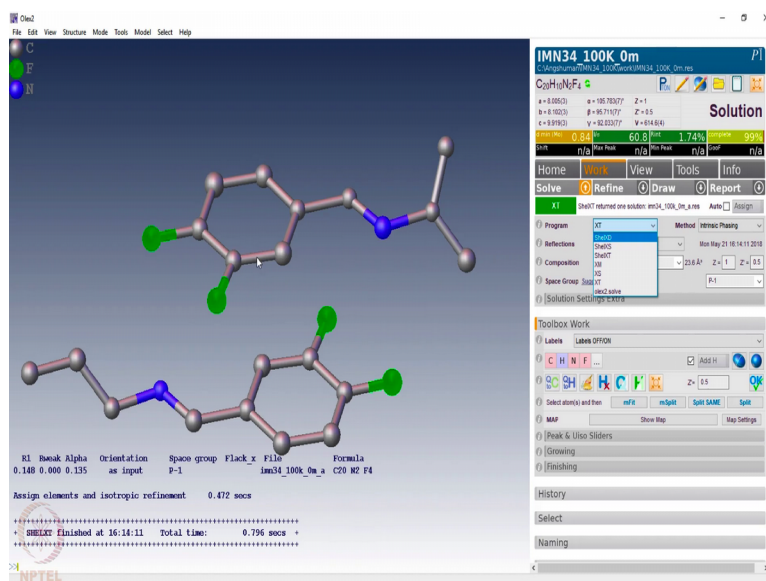 Olex2
File Edit View Structure Mode Tools Model Select Help
C
F
N
R1 Rweak Alpha Orientation Space group Flack_x File Formula
0.148 0.000 0.135 as input P-1 imn34_100k_0m_a C20 N2 F4
Assign elements and isotropic refinement 0.472 secs
+++++++++++++++++++++++++++++++++++++++++++++++++++++++
+ SHELXT finished at 16:14:11 Total time: 0.796 secs +
+++++++++++++++++++++++++++++++++++++++++++++++++++++++
>>
NPTEL
IMN34_100K_0m P1̅
C:\Angshuman\IMN34_100K\work\IMN34_100K_0m.res
C20H10N2F4
a = 8.005(3) α = 105.783(7)° Z = 1
b = 8.102(3) β = 95.711(7)° Z' = 0.5
c = 9.919(3) γ = 92.033(7)° V = 614.6(4)
Solution
d min (Mo) 0.84 I/σ 60.8 Rint 1.74% complete 99%
Shift n/a Max Peak n/a Min Peak n/a GooF n/a
Home Work View Tools Info
Solve Refine Draw Report
XT ShelXT returned one solution: imn34_100k_0m_a.res Auto Assign
Program XT Method Intrinsic Phasing
ShelXD
ShelXS
ShelXT
XM
XS
XT
olex2.solve
Reflections Mon May 21 16:14:11 2018
Composition 23.6 Å³ Z = 1 Z' = 0.5
Space Group P-1
Solution Settings Extra
Toolbox Work
Labels Labels OFF/ON
C H N F ... Add H
Z= 0.5 OK
Select atom(s) and then mFit mSplit Split SAME Split
MAP Show Map Map Settings
Peak & Uiso Sliders
Growing
Finishing
History
Select
Naming